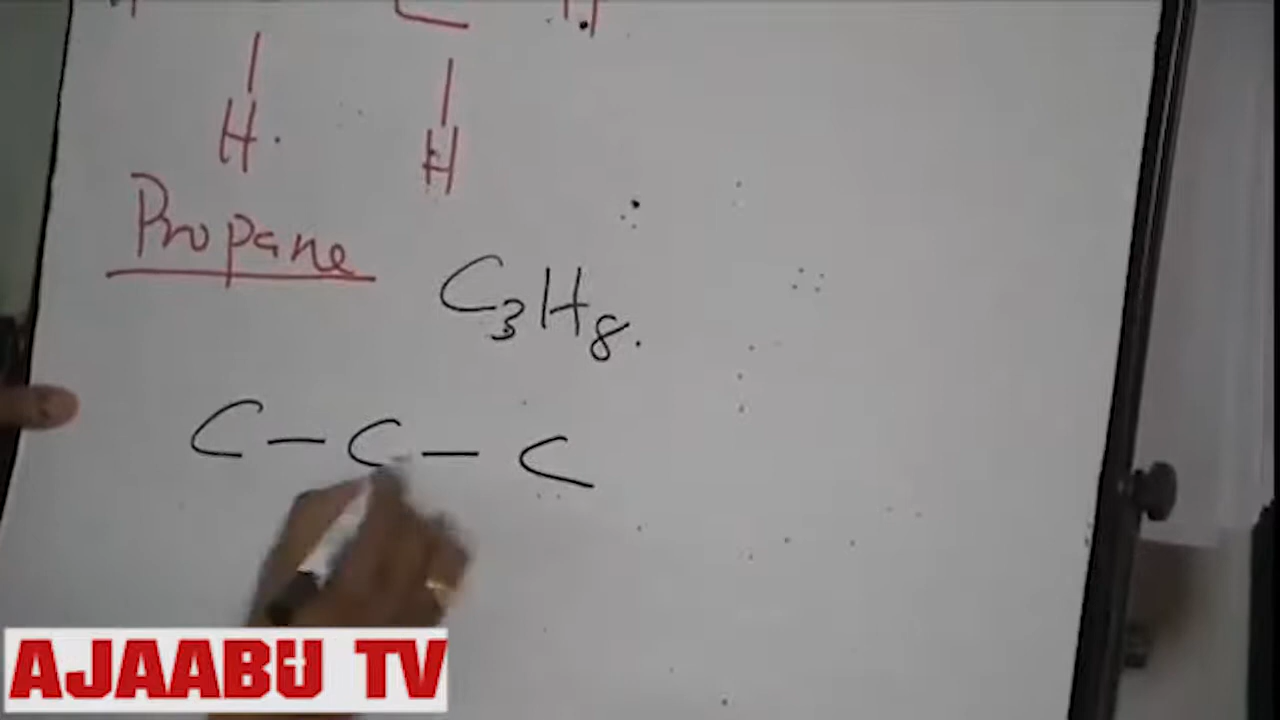 H. H
Propane
C₃H₈.
C – C – C
AJAABU TV